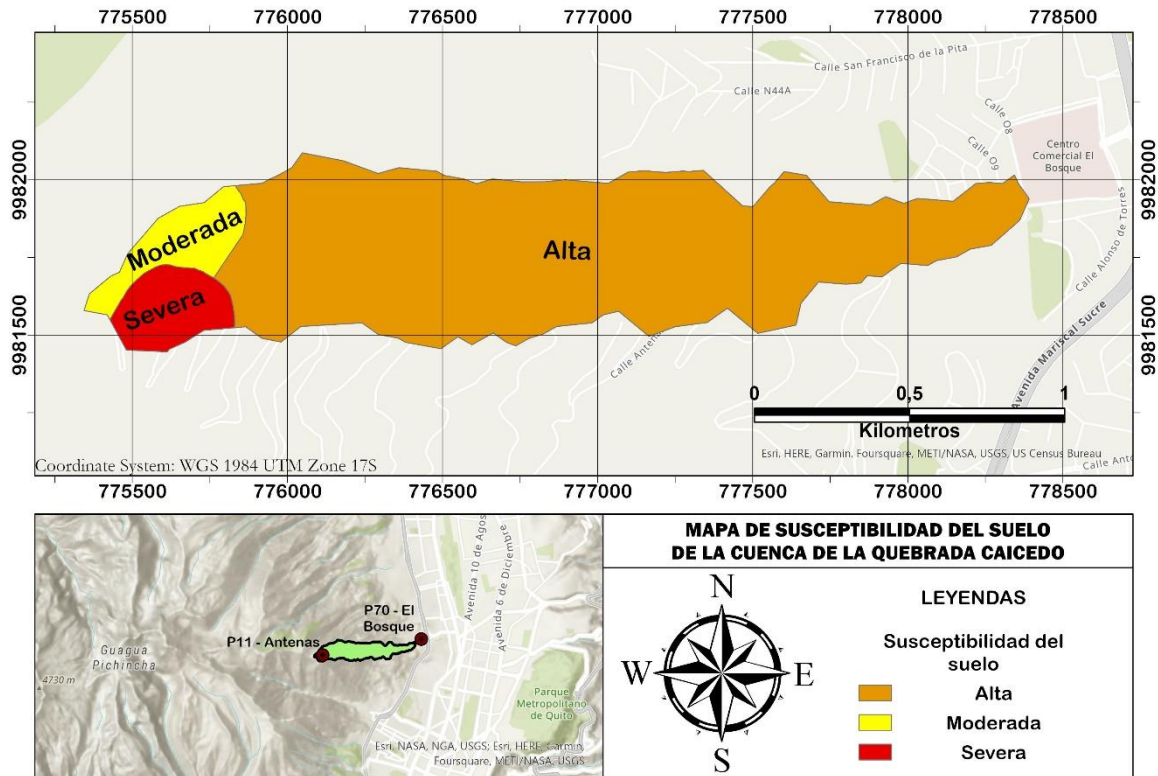 775500 776000 776500 777000 777500 778000 778500
Calle San Francisco de la Pita
Calle N44A
Calle O8
Calle O9
Centro
Comercial El
Bosque
9982000
9982000
Moderada
Alta
Severa
Calle Alonso de Torres
9981500
9981500
Calle Antena
Avenida Mariscal Sucre
0 0,5 1
Kilometros
Esri, HERE, Garmin, Foursquare, METI/NASA, USGS, US Census Bureau
Calle Anto
Coordinate System: WGS 1984 UTM Zone 17S
775500 776000 776500 777000 777500 778000 778500
Avenida 10 de Agos
Avenida 6 de Diciembre
P70 - El
Bosque
P11 - Antenas
Guagua
Pichincha
4730 m
Parque
Metropolitano
de Quito
Esri, NASA, NGA, USGS; Esri, HERE, Garmin,
Foursquare, METI/NASA, USGS
MAPA DE SUSCEPTIBILIDAD DEL SUELO
DE LA CUENCA DE LA QUEBRADA CAICEDO
N
W E
S
LEYENDAS
Susceptibilidad del
suelo
Alta
Moderada
Severa